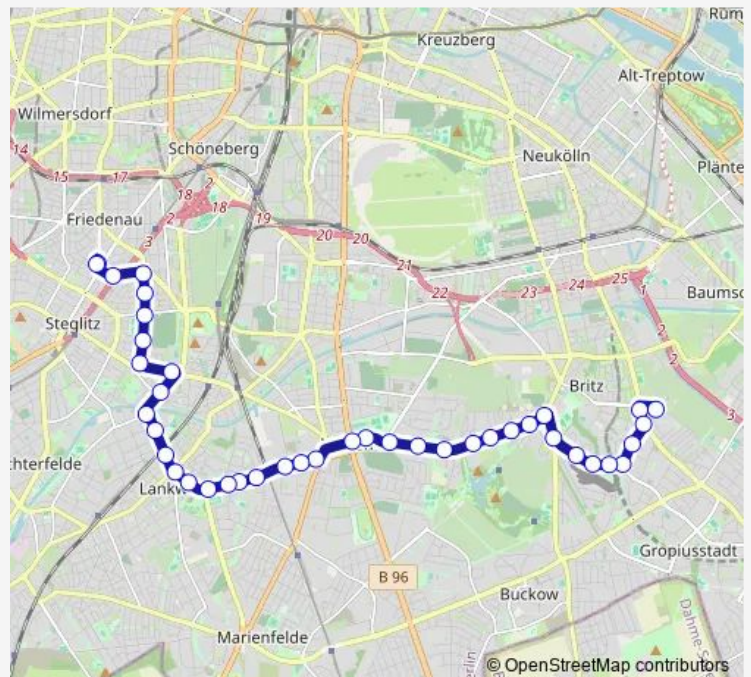 Rüm
Kreuzberg
Alt-Treptow
Wilmersdorf
Schöneberg
Neukölln
14
15
17
Plänte
2
18
18
Friedenau
2
19
3
20
20
21
25
24
1
22
23
Baumsc
2
Steglitz
2
Britz
3
chterfelde
Lankw
Gropiusstadt
B 96
Buckow
Dahme-S
Marienfelde
erlin
© OpenStreetMap contributors